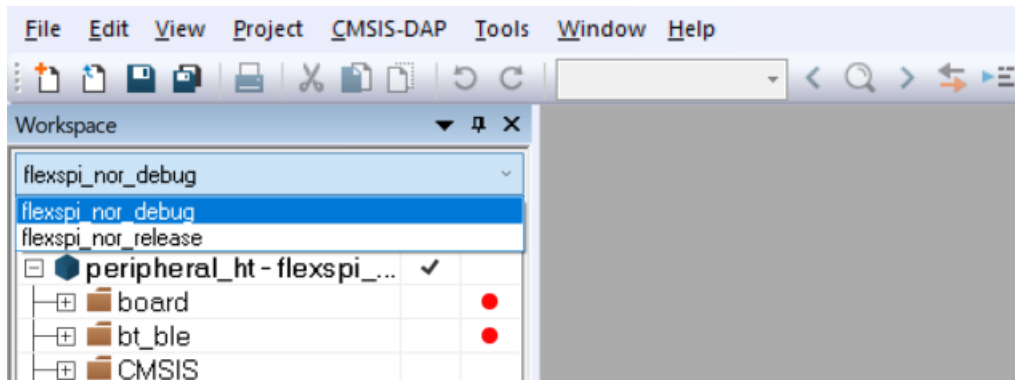 File Edit View Project CMSIS-DAP Tools Window Help
Workspace
flexspi_nor_debug
flexspi_nor_debug
flexspi_nor_release
peripheral_ht - flexspi_...
board
bt_ble
CMSIS